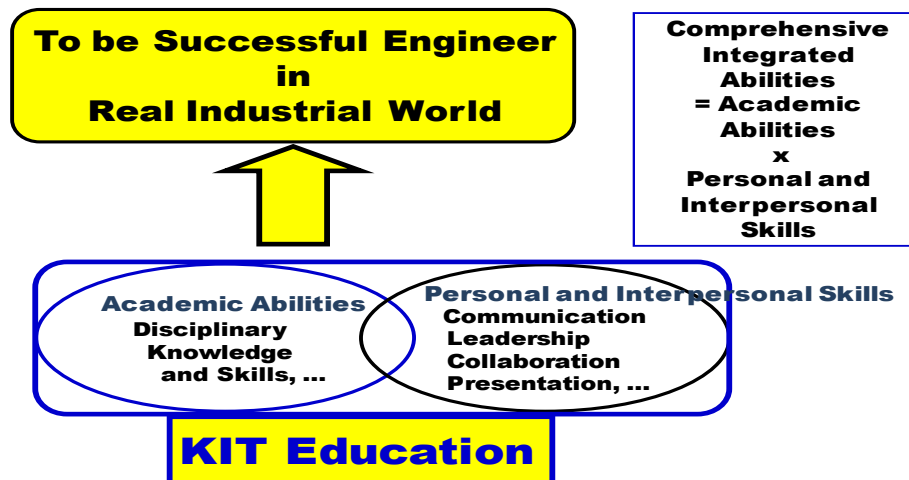 To be Successful Engineer
in
Real Industrial World
Comprehensive
Integrated
Abilities
= Academic
Abilities
x
Personal and
Interpersonal
Skills
Academic Abilities
Disciplinary
Knowledge
and Skills, ...
Personal and Interpersonal Skills
Communication
Leadership
Collaboration
Presentation, ...
KIT Education